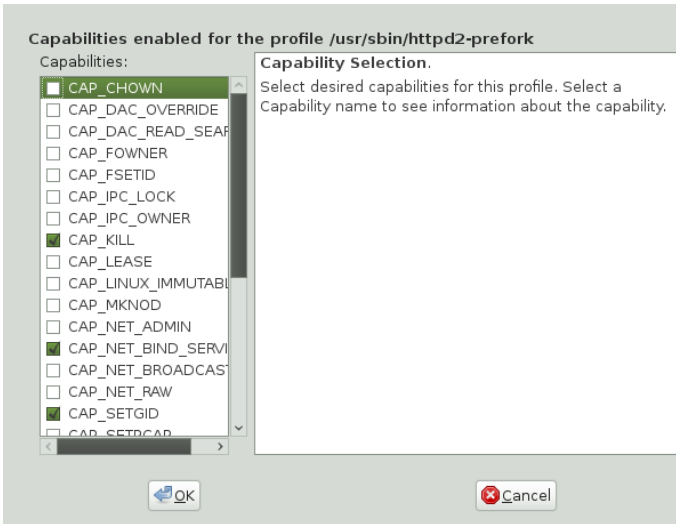 Capabilities enabled for the profile /usr/sbin/httpd2-prefork
Capabilities:
CAP_CHOWN
CAP_DAC_OVERRIDE
CAP_DAC_READ_SEAR
CAP_FOWNER
CAP_FSETID
CAP_IPC_LOCK
CAP_IPC_OWNER
CAP_KILL
CAP_LEASE
CAP_LINUX_IMMUTABL
CAP_MKNOD
CAP_NET_ADMIN
CAP_NET_BIND_SERVI
CAP_NET_BROADCAST
CAP_NET_RAW
CAP_SETGID
CAP_SETPCAP
Capability Selection.
Select desired capabilities for this profile. Select a
Capability name to see information about the capability.
OK
Cancel